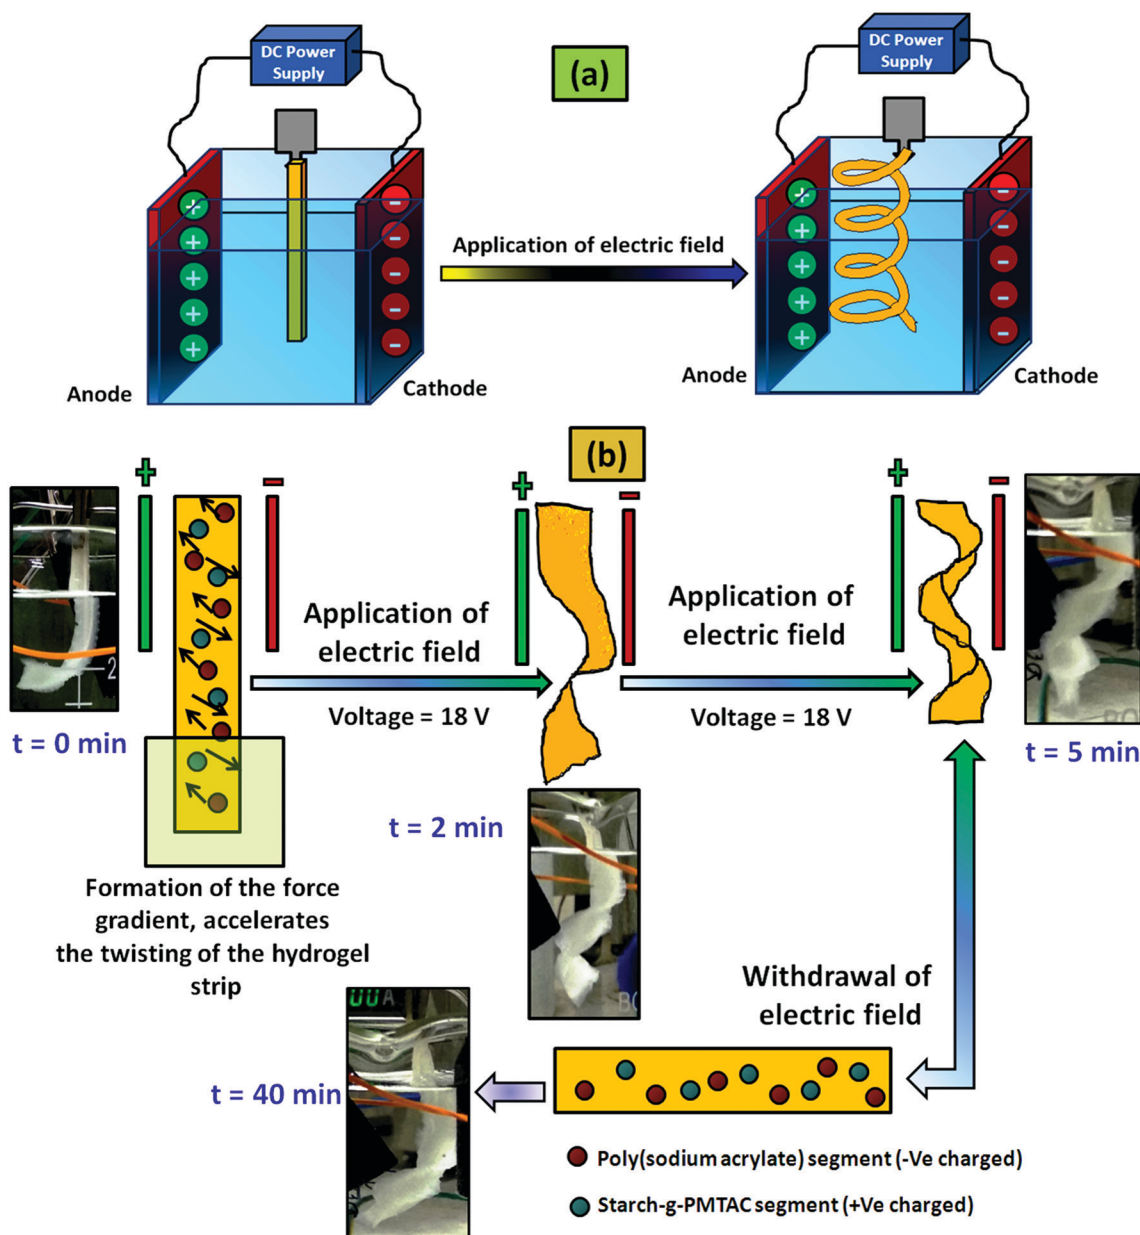 DC Power
Supply
(a)
DC Power
Supply
+
+
+
+
+
-
-
-
-
-
Application of electric field
+
+
+
+
+
-
-
-
-
-
Anode
Cathode
Anode
Cathode
(b)
+
-
+
-
+
-
2
Application of
electric field
Voltage = 18 V
Application of
electric field
Voltage = 18 V
t = 0 min
t = 2 min
t = 5 min
Formation of the force
gradient, accelerates
the twisting of the hydrogel
strip
Withdrawal of
electric field
A
t = 40 min
Poly(sodium acrylate) segment (-Ve charged)
Starch-g-PMTAC segment (+Ve charged)